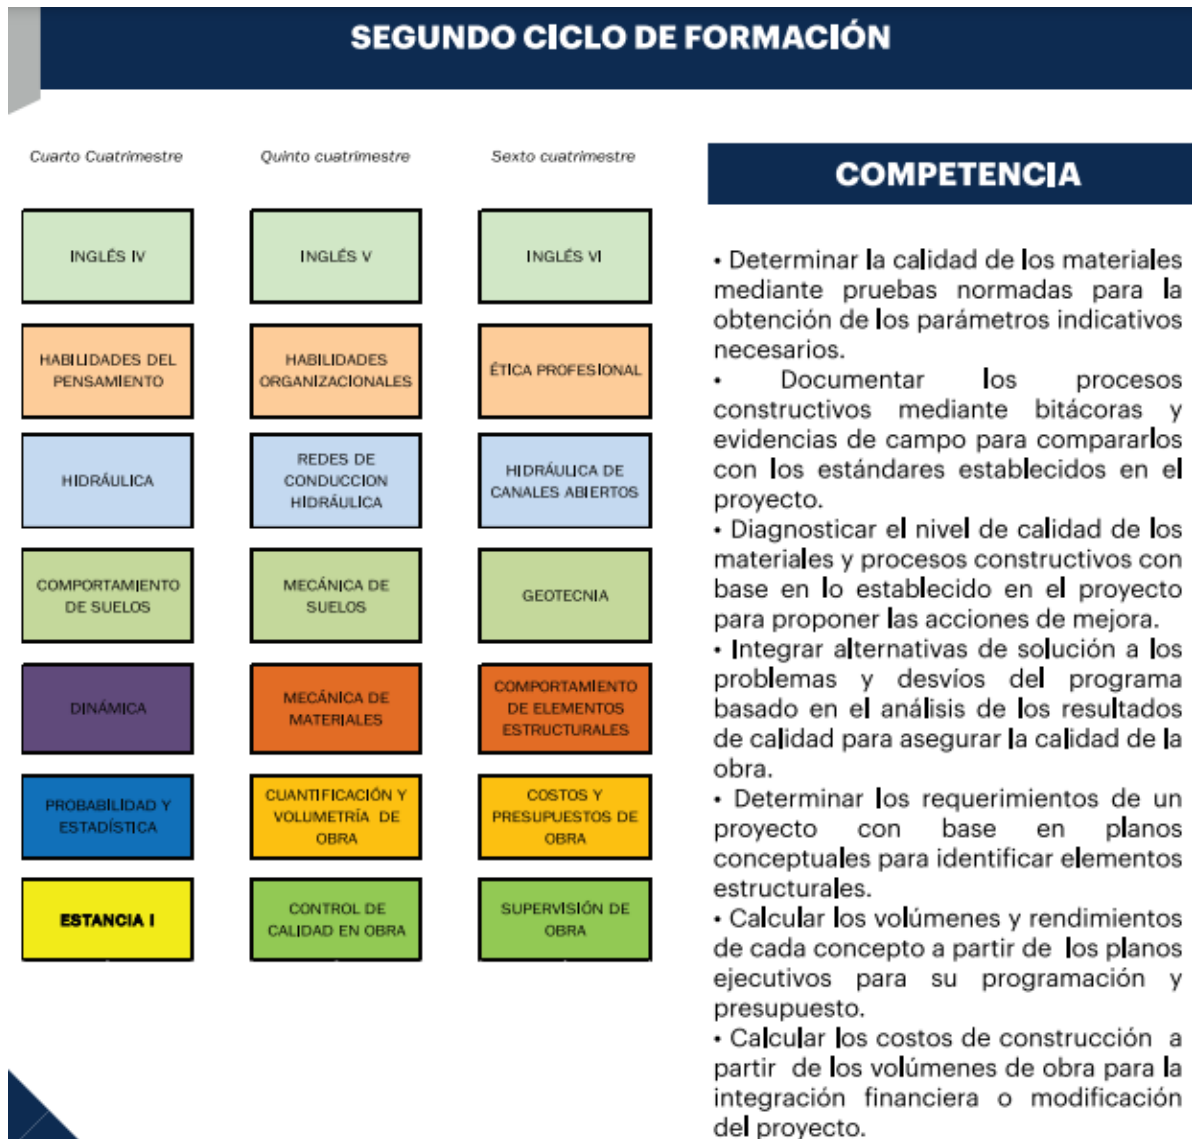 SEGUNDO CICLO DE FORMACIÓN
Cuarto Cuatrimestre
INGLÉS IV
HABILIDADES DEL
PENSAMIENTO
HIDRÁULICA
COMPORTAMIENTO
DE SUELOS
DINÁMICA
PROBABILIDAD Y
ESTADÍSTICA
ESTANCIA I
Quinto cuatrimestre
INGLÉS V
HABILIDADES
ORGANIZACIONALES
REDES DE
CONDUCCION
HIDRÁULICA
MECÁNICA DE
SUELOS
MECÁNICA DE
MATERIALES
CUANTIFICACIÓN Y
VOLUMETRÍA DE
OBRA
CONTROL DE
CALIDAD EN OBRA
Sexto cuatrimestre
INGLÉS VI
ÉTICA PROFESIONAL
HIDRÁULICA DE
CANALES ABIERTOS
GEOTECNIA
COMPORTAMIENTO
DE ELEMENTOS
ESTRUCTURALES
COSTOS Y
PRESUPUESTOS DE
OBRA
SUPERVISIÓN DE
OBRA
COMPETENCIA
• Determinar la calidad de los materiales
mediante pruebas normadas para la
obtención de los parámetros indicativos
necesarios.
• Documentar los procesos
constructivos mediante bitácoras y
evidencias de campo para compararlos
con los estándares establecidos en el
proyecto.
• Diagnosticar el nivel de calidad de los
materiales y procesos constructivos con
base en lo establecido en el proyecto
para proponer las acciones de mejora.
• Integrar alternativas de solución a los
problemas y desvíos del programa
basado en el análisis de los resultados
de calidad para asegurar la calidad de la
obra.
• Determinar los requerimientos de un
proyecto con base en planos
conceptuales para identificar elementos
estructurales.
• Calcular los volúmenes y rendimientos
de cada concepto a partir de los planos
ejecutivos para su programación y
presupuesto.
• Calcular los costos de construcción a
partir de los volúmenes de obra para la
integración financiera o modificación
del proyecto.